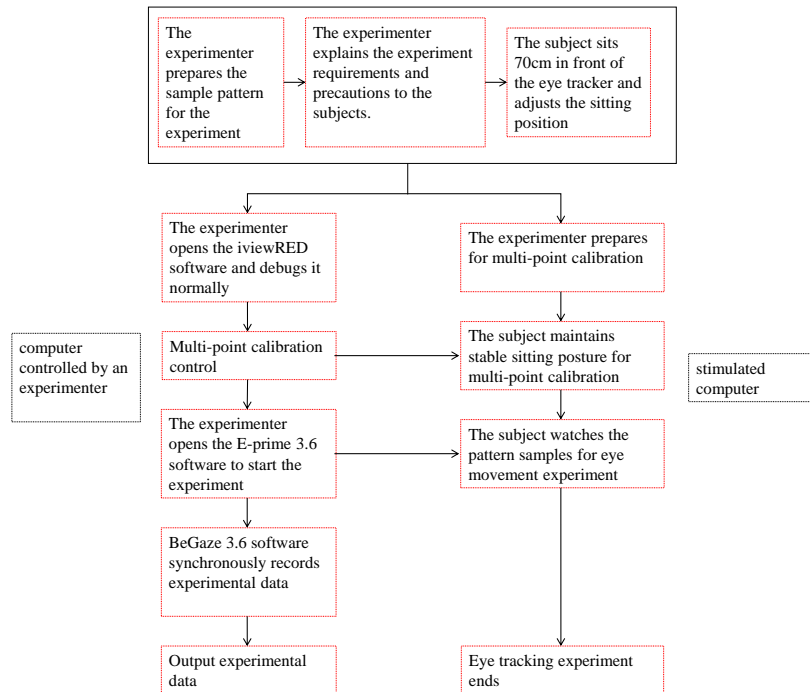 The
experimenter
prepares the
sample pattern
for the
experiment
The experimenter
explains the experiment
requirements and
precautions to the
subjects.
The subject sits
70cm in front of
the eye tracker and
adjusts the sitting
position
The experimenter
opens the iviewRED
software and debugs it
normally
The experimenter prepares
for multi-point calibration
computer
controlled by an
experimenter
Multi-point calibration
control
The subject maintains
stable sitting posture for
multi-point calibration
stimulated
computer
The experimenter
opens the E-prime 3.6
software to start the
experiment
The subject watches the
pattern samples for eye
movement experiment
BeGaze 3.6 software
synchronously records
experimental data
Output experimental
data
Eye tracking experiment
ends